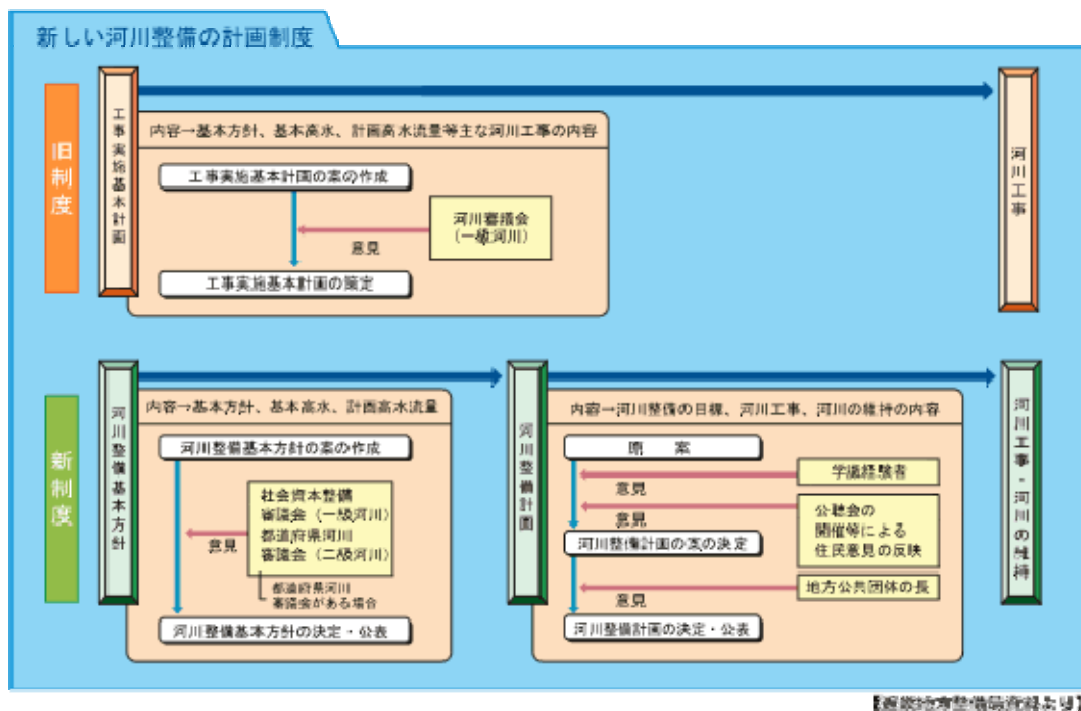 新しい河川整備の計画制度
旧制度
工事実施基本計画
内容→基本方針、基本高水、計画高水流量等主な河川工事の内容
工事実施基本計画の案の作成
河川審議会
(一級河川)
意見
工事実施基本計画の策定
河川工事
新制度
河川整備基本方針
内容→基本方針、基本高水、計画高水流量
河川整備基本方針の案の作成
社会資本整備
審議会(一級河川)
都道府県河川
審議会(二級河川)
意見
都道府県河川
審議会がある場合
河川整備基本方針の決定・公表
河川整備計画
内容→河川整備の目標、河川工事、河川の維持の内容
原案
学識経験者
意見
公聴会の
開催等による
住民意見の反映
意見
河川整備計画の案の決定
地方公共団体の長
意見
河川整備計画の決定・公表
河川工事・河川の維持